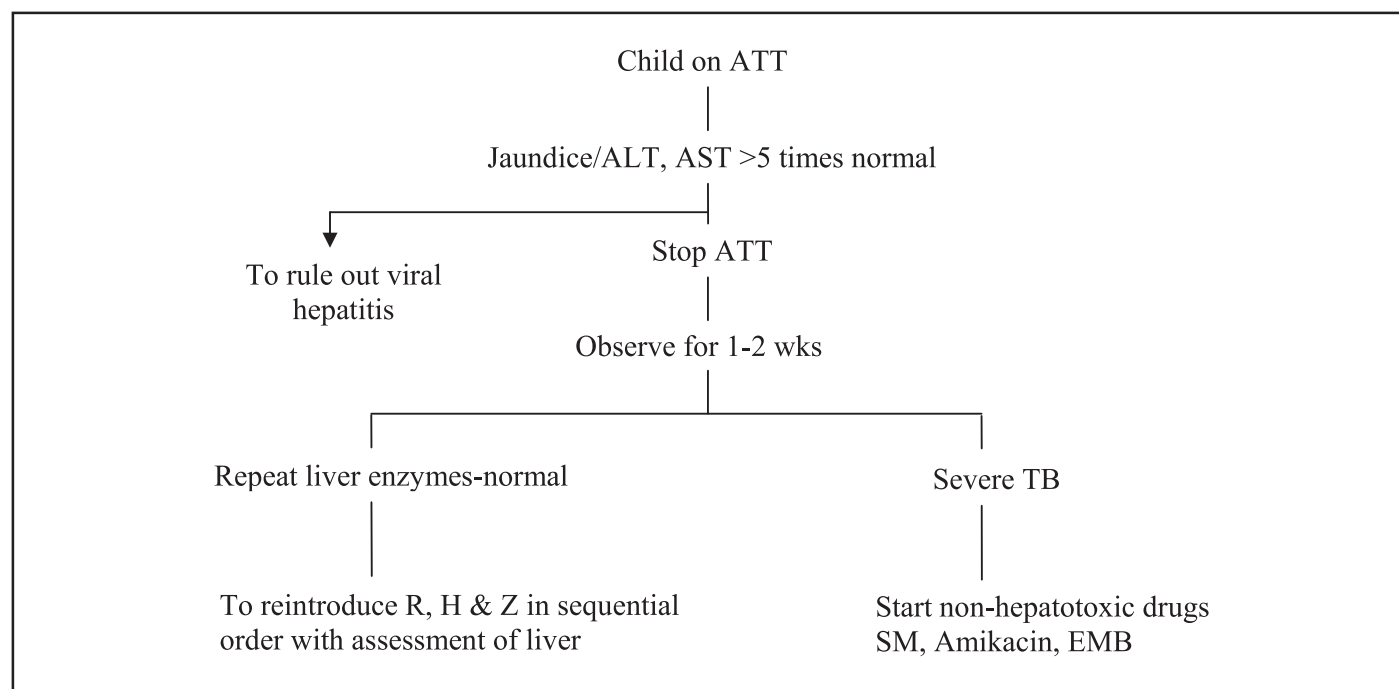 Child on ATT
Jaundice/ALT, AST >5 times normal
Stop ATT
To rule out viral
hepatitis
Observe for 1-2 wks
Repeat liver enzymes-normal
Severe TB
To reintroduce R, H & Z in sequential
order with assessment of liver
Start non-hepatotoxic drugs
SM, Amikacin, EMB